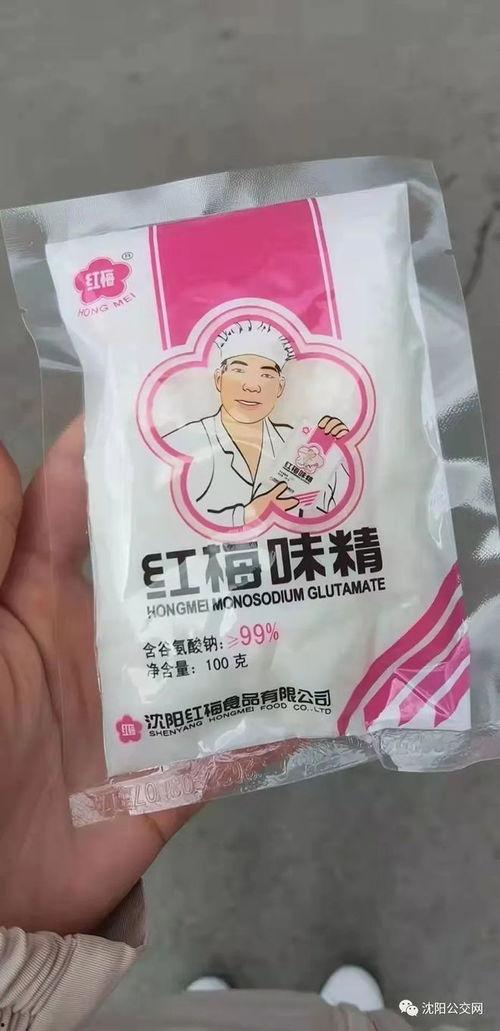 红梅®
HONG MEI
红梅味精
红梅味精
HONGMEI MONOSODIUM GLUTAMATE
含谷氨酸钠:≥99%
净含量: 100 克
红梅
沈阳红梅食品有限公司
SHENYANG HONGMEI FOOD CO.,LTD
沈阳公交网